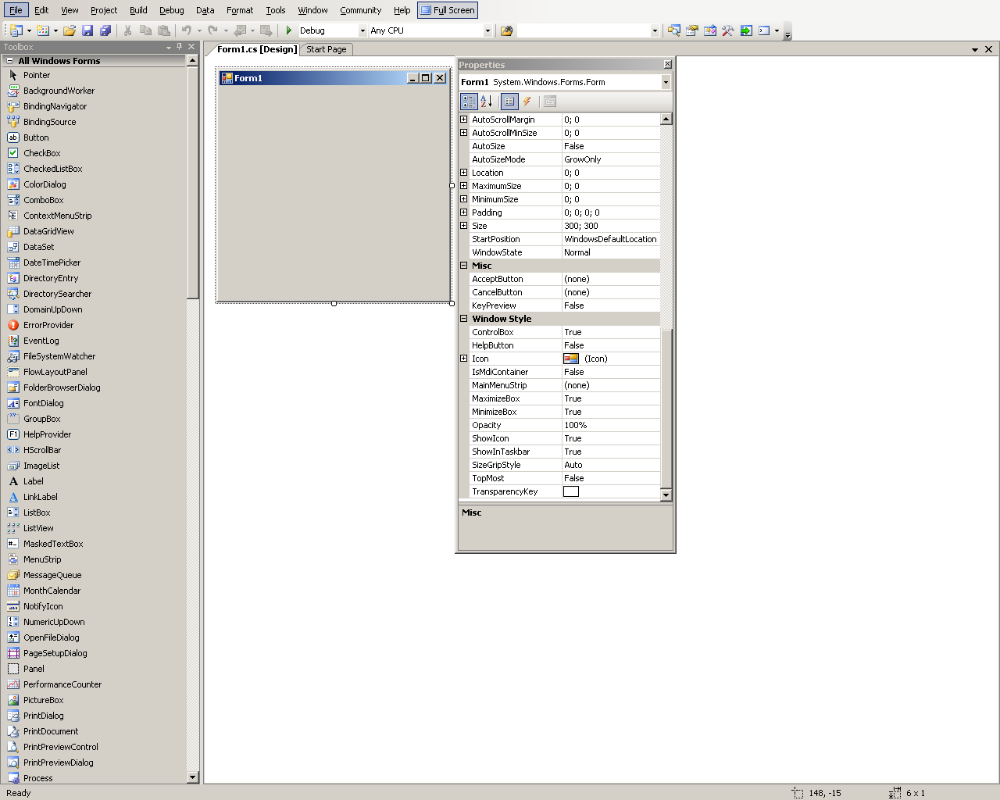 File Edit View Project Build Debug Data Format Tools Window Community Help Full Screen
Debug Any CPU
Toolbox
All Windows Forms
Pointer
BackgroundWorker
BindingNavigator
BindingSource
Button
CheckBox
CheckedListBox
ColorDialog
ComboBox
ContextMenuStrip
DataGridView
DataSet
DateTimePicker
DirectoryEntry
DirectorySearcher
DomainUpDown
ErrorProvider
EventLog
FileSystemWatcher
FlowLayoutPanel
FolderBrowserDialog
FontDialog
GroupBox
HelpProvider
HScrollBar
ImageList
Label
LinkLabel
ListBox
ListView
MaskedTextBox
MenuStrip
MessageQueue
MonthCalendar
NotifyIcon
NumericUpDown
OpenFileDialog
PageSetupDialog
Panel
PerformanceCounter
PictureBox
PrintDialog
PrintDocument
PrintPreviewControl
PrintPreviewDialog
Process
Form1.cs [Design] Start Page
Form1
Properties
Form1 System.Windows.Forms.Form
AutoScrollMargin 0; 0
AutoScrollMinSize 0; 0
AutoSize False
AutoSizeMode GrowOnly
Location 0; 0
MaximumSize 0; 0
MinimumSize 0; 0
Padding 0; 0; 0; 0
Size 300; 300
StartPosition WindowsDefaultLocation
WindowState Normal
Misc
AcceptButton (none)
CancelButton (none)
KeyPreview False
Window Style
ControlBox True
HelpButton False
Icon (Icon)
IsMdiContainer False
MainMenuStrip (none)
MaximizeBox True
MinimizeBox True
Opacity 100%
ShowIcon True
ShowInTaskbar True
SizeGripStyle Auto
TopMost False
TransparencyKey
Misc
Ready 148, -15 6 x 1